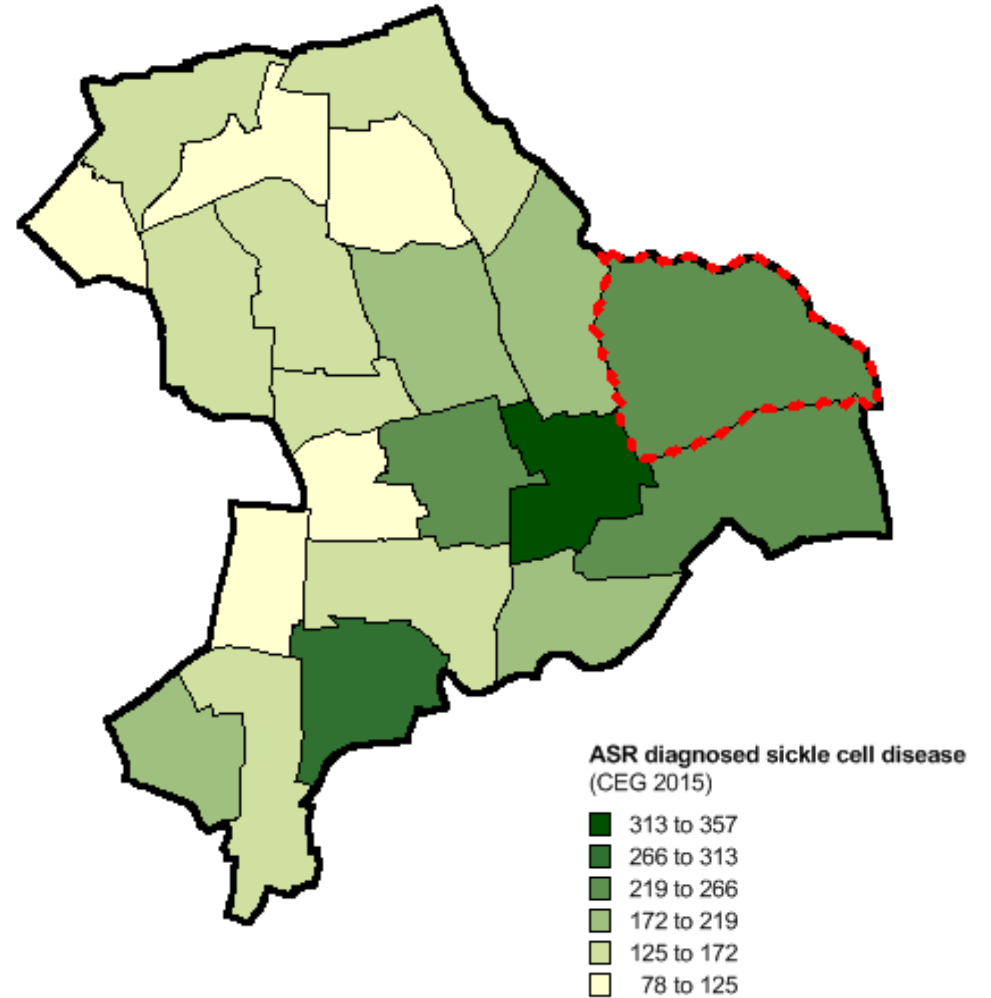 ASR diagnosed sickle cell disease
(CEG 2015)
313 to 357
266 to 313
219 to 266
172 to 219
125 to 172
78 to 125